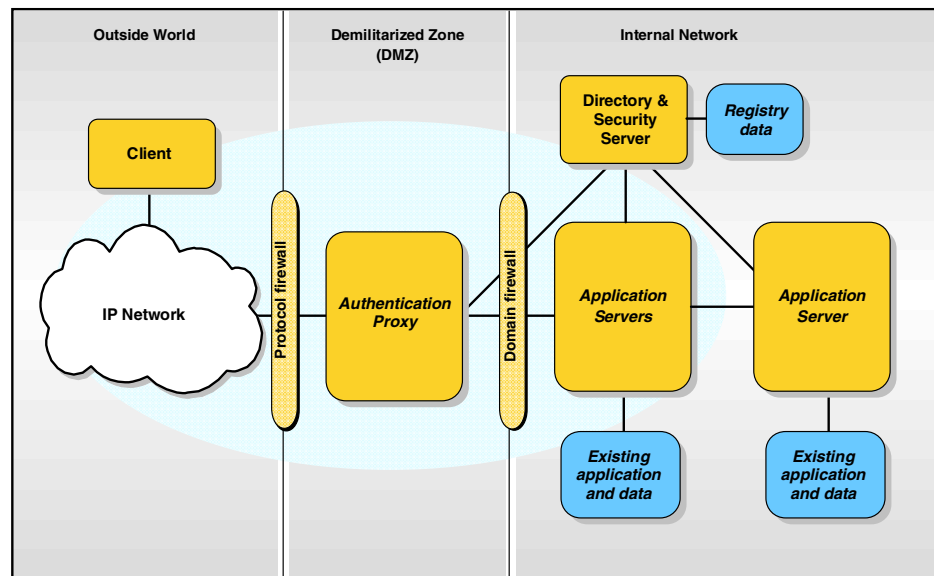 Outside World
Demilitarized Zone
(DMZ)
Internal Network
Directory &
Security
Server
Registry
data
Client
IP Network
Protocol firewall
Authentication
Proxy
Domain firewall
Application
Servers
Application
Server
Existing
application
and data
Existing
application
and data